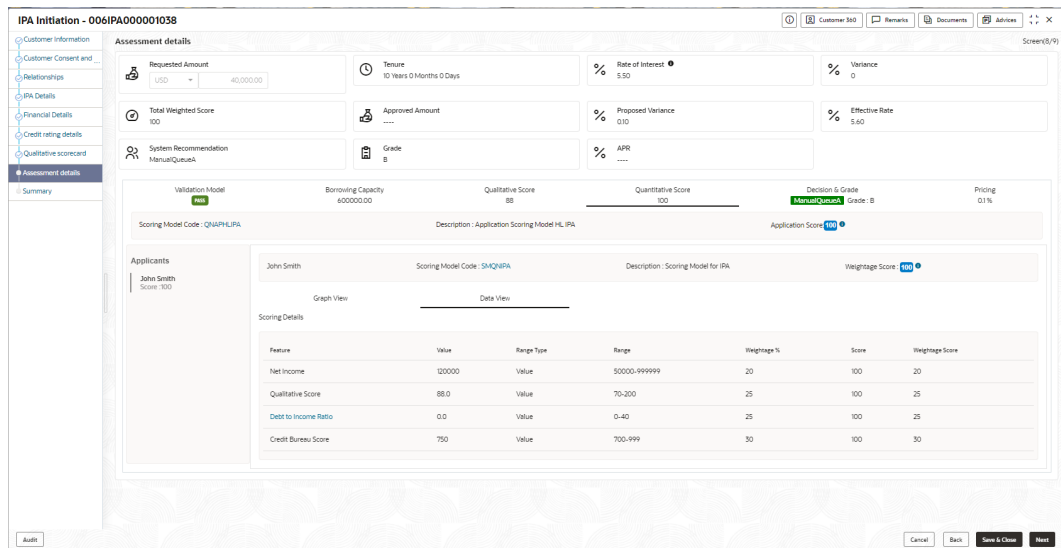 IPA Initiation - 006IPA000001038
Customer 360 Remarks Documents Advices
Customer Information
Customer Consent and ...
Relationships
IPA Details
Financial Details
Credit rating details
Qualitative scorecard
Assessment details
Summary
Assessment details
Screen(8/9)
Requested Amount
USD 40,000.00
Tenure
10 Years 0 Months 0 Days
Rate of Interest
5.50
Variance
0
Total Weighted Score
100
Approved Amount
----
Proposed Variance
0.10
Effective Rate
5.60
System Recommendation
ManualQueueA
Grade
B
APR
----
Validation Model Borrowing Capacity Qualitative Score Quantitative Score Decision & Grade Pricing
PASS 600000.00 88 100 ManualQueueA Grade : B 0.1 %
Scoring Model Code : QNAPHLIPA Description : Application Scoring Model HL IPA Application Score: 100
Applicants
John Smith
Score :100
John Smith Scoring Model Code : SMQNIPA Description : Scoring Model for IPA Weightage Score : 100
Graph View Data View
Scoring Details
Feature Value Range Type Range Weightage % Score Weightage Score
Net Income 120000 Value 50000-999999 20 100 20
Qualitative Score 88.0 Value 70-200 25 100 25
Debt to Income Ratio 0.0 Value 0-40 25 100 25
Credit Bureau Score 750 Value 700-999 30 100 30
Audit Cancel Back Save & Close Next